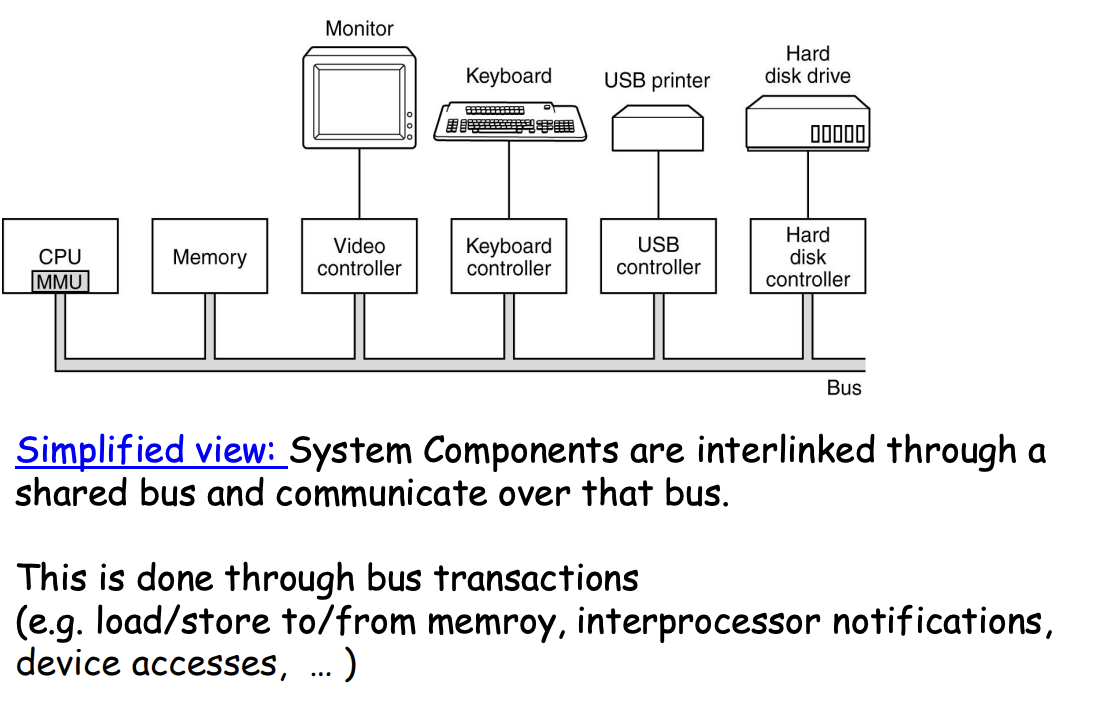 Monitor
Keyboard
USB printer
Hard
disk drive
CPU
MMU
Memory
Video
controller
Keyboard
controller
USB
controller
Hard
disk
controller
Bus
Simplified view: System Components are interlinked through a
shared bus and communicate over that bus.
This is done through bus transactions
(e.g. load/store to/from memroy, interprocessor notifications,
device accesses,  ... )